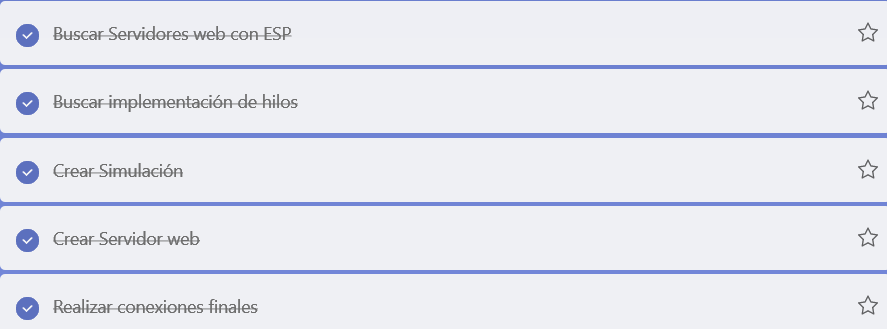 Buscar Servidores web con ESP
Buscar implementación de hilos
Crear Simulación
Crear Servidor web
Realizar conexiones finales